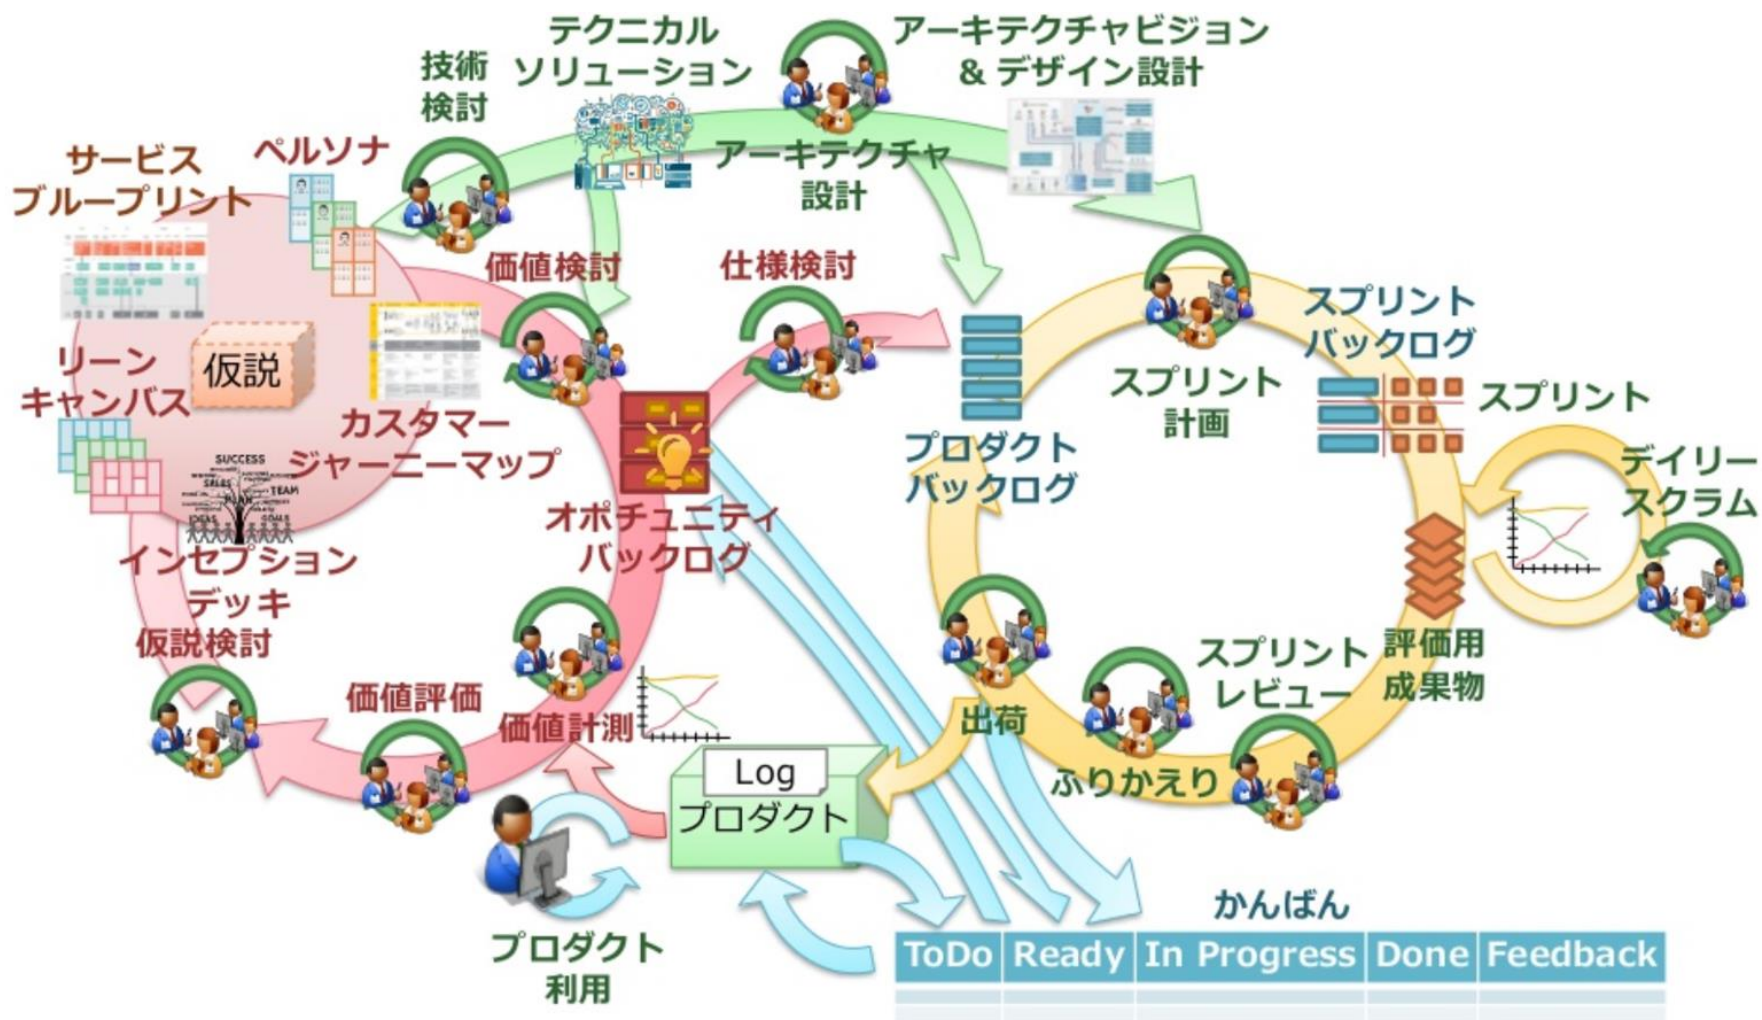 テクニカル
ソリューション
アーキテクチャビジョン
& デザイン設計
技術
検討
サービス
ブループリント
ペルソナ
アーキテクチャ
設計
価値検討
仕様検討
仮説
リーン
キャンバス
カスタマー
ジャーニーマップ
SUCCESS
SALES
TEAM
PLAN
IDEAS
GOALS
インセプション
デッキ
仮説検討
オポチュニティ
バックログ
プロダクト
バックログ
スプリント
計画
スプリント
バックログ
スプリント
デイリー
スクラム
評価用
成果物
スプリント
レビュー
ふりかえり
出荷
価値評価
価値計測
Log
プロダクト
プロダクト
利用
かんばん
ToDo
Ready
In Progress
Done
Feedback